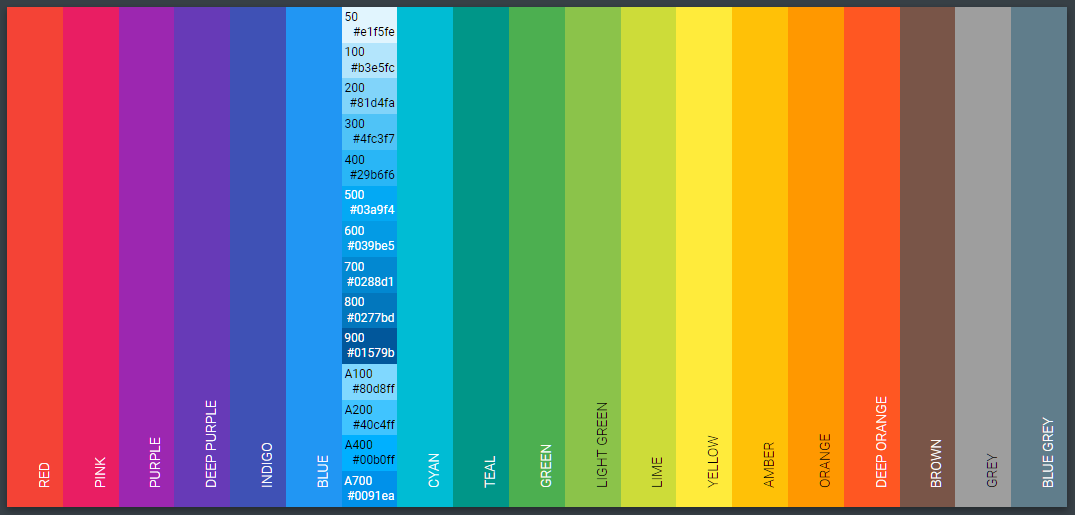 RED
PINK
PURPLE
DEEP PURPLE
INDIGO
BLUE
50
#e1f5fe
100
#b3e5fc
200
#81d4fa
300
#4fc3f7
400
#29b6f6
500
#03a9f4
600
#039be5
700
#0288d1
800
#0277bd
900
#01579b
A100
#80d8ff
A200
#40c4ff
A400
#00b0ff
A700
#0091ea
CYAN
TEAL
GREEN
LIGHT GREEN
LIME
YELLOW
AMBER
ORANGE
DEEP ORANGE
BROWN
GREY
BLUE GREY